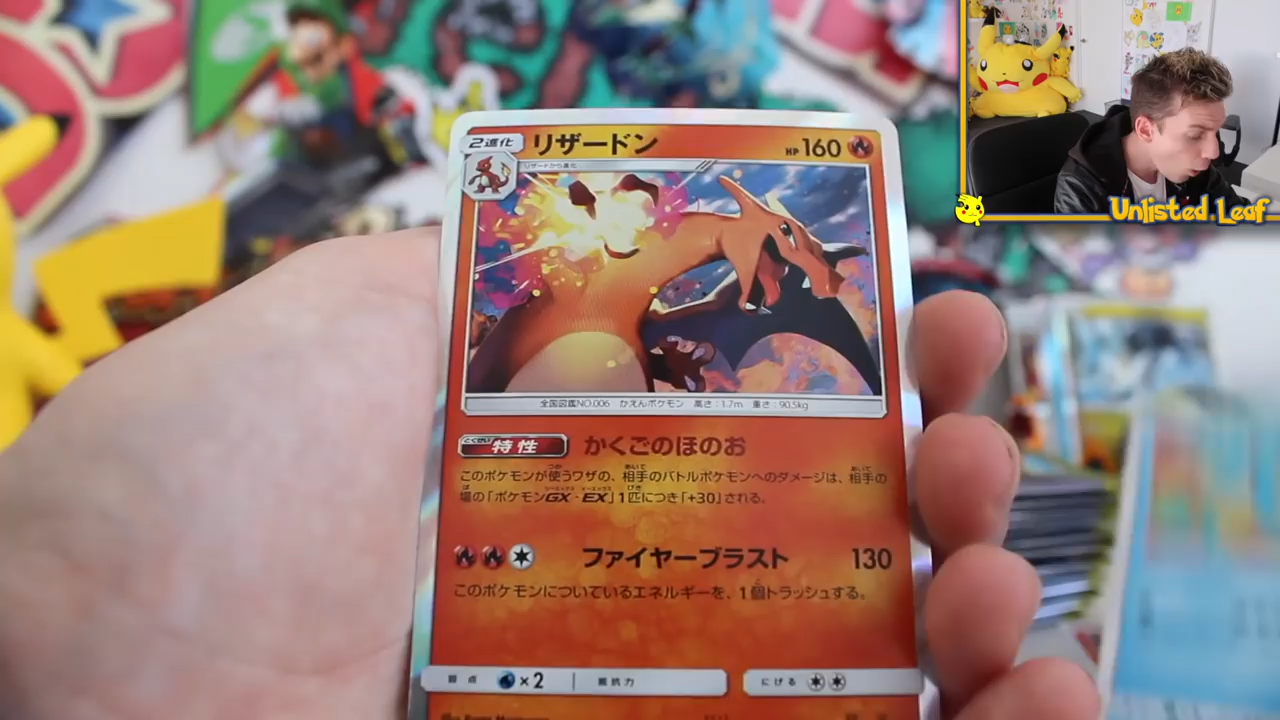 Unlisted Leaf
2進化 リザードン HP 160
リザードから進化
全国図鑑NO.006 かえんポケモン 高さ:1.7m 重さ:90.5kg
とくせい
特性 かくごのほのお
このポケモンが使うワザの、相手のバトルポケモンへのダメージは、相手の
場の「ポケモンGX・EX」1匹につき「+30」される。
ファイヤーブラスト 130
このポケモンについているエネルギーを、1個トラッシュする。
弱点 ×2 抵抗力 にげる